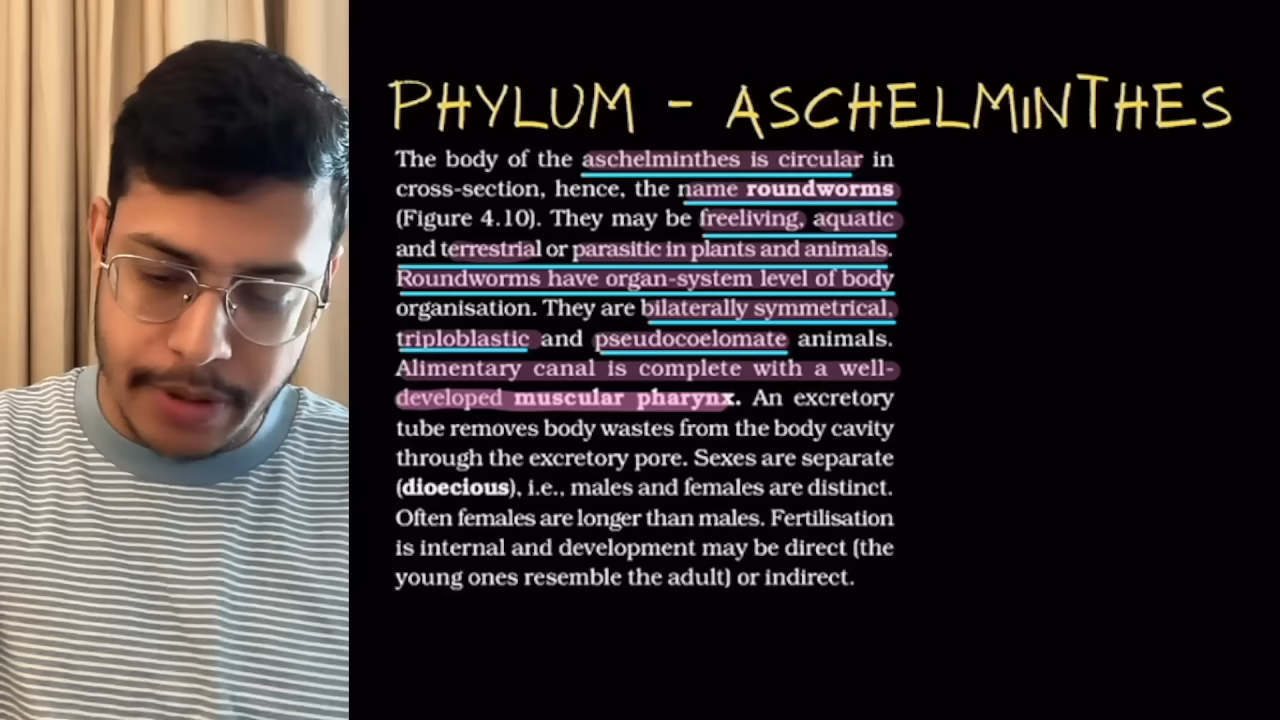 PHYLUM - ASCHELMINTHES
The body of the aschelminthes is circular in
cross-section, hence, the name roundworms
(Figure 4.10). They may be freeliving, aquatic
and terrestrial or parasitic in plants and animals.
Roundworms have organ-system level of body
organisation. They are bilaterally symmetrical,
triploblastic and pseudocoelomate animals.
Alimentary canal is complete with a well-
developed muscular pharynx. An excretory
tube removes body wastes from the body cavity
through the excretory pore. Sexes are separate
(dioecious), i.e., males and females are distinct.
Often females are longer than males. Fertilisation
is internal and development may be direct (the
young ones resemble the adult) or indirect.